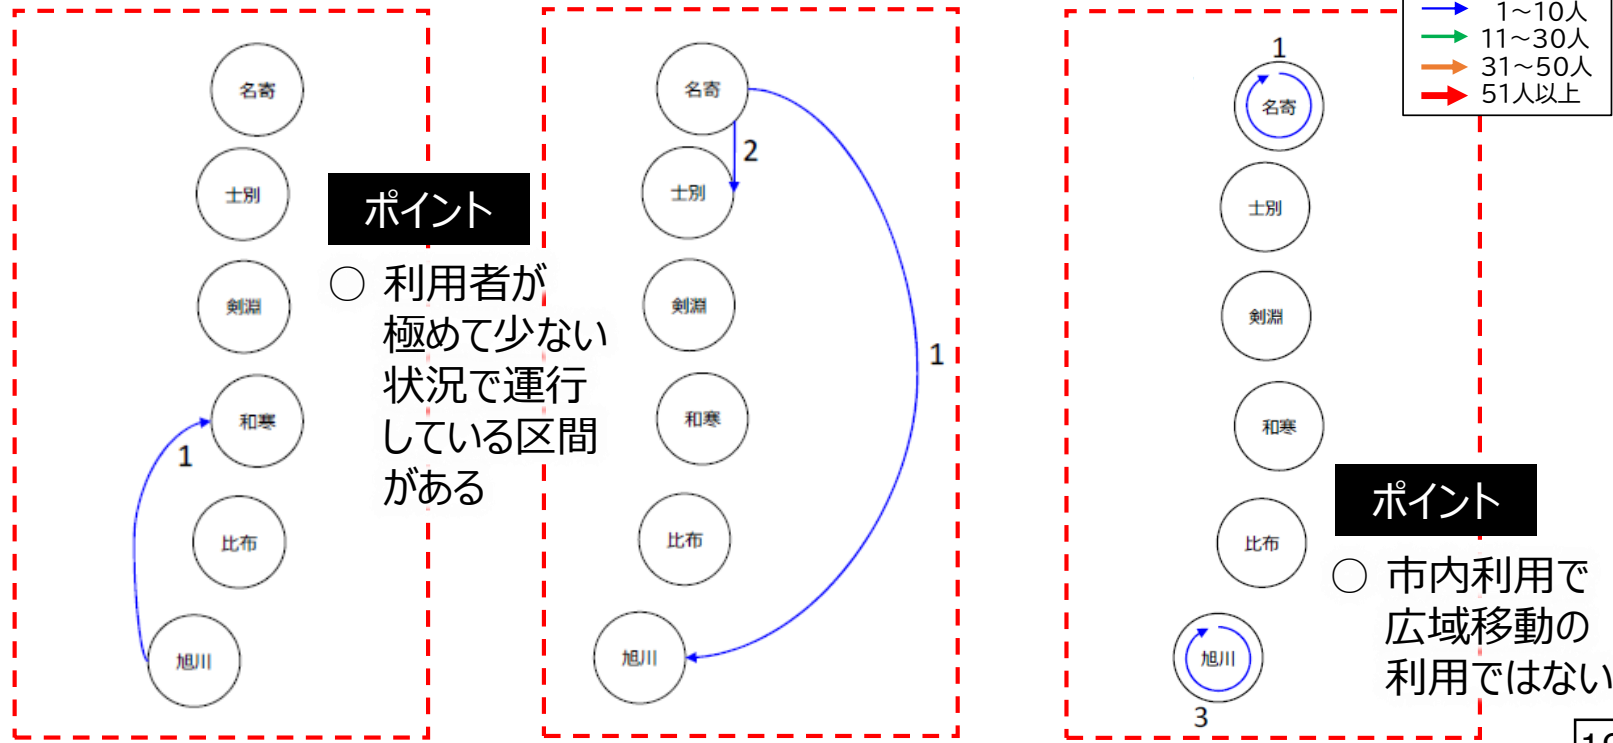 名寄
士別
剣淵
和寒
1
比布
旭川
ポイント
○ 利用者が
極めて少ない
状況で運行
している区間
がある
名寄
2
士別
剣淵
1
和寒
比布
旭川
1~10人
11~30人
31~50人
51人以上
1
名寄
士別
剣淵
和寒
比布
旭川
3
ポイント
○ 市内利用で
広域移動の
利用ではない